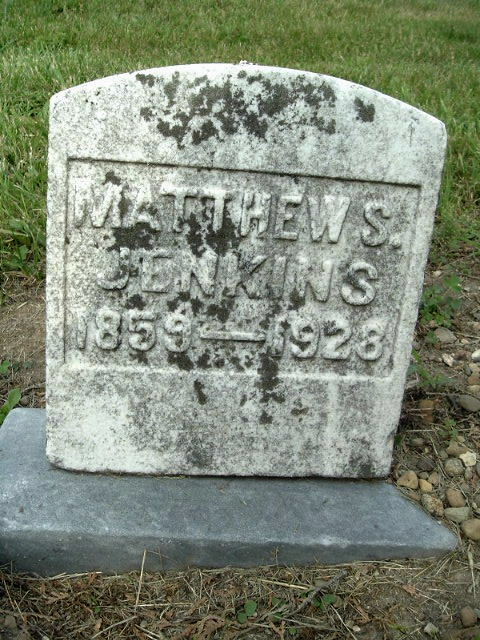 MATTHEW S.
JENKINS
1859 — 1928